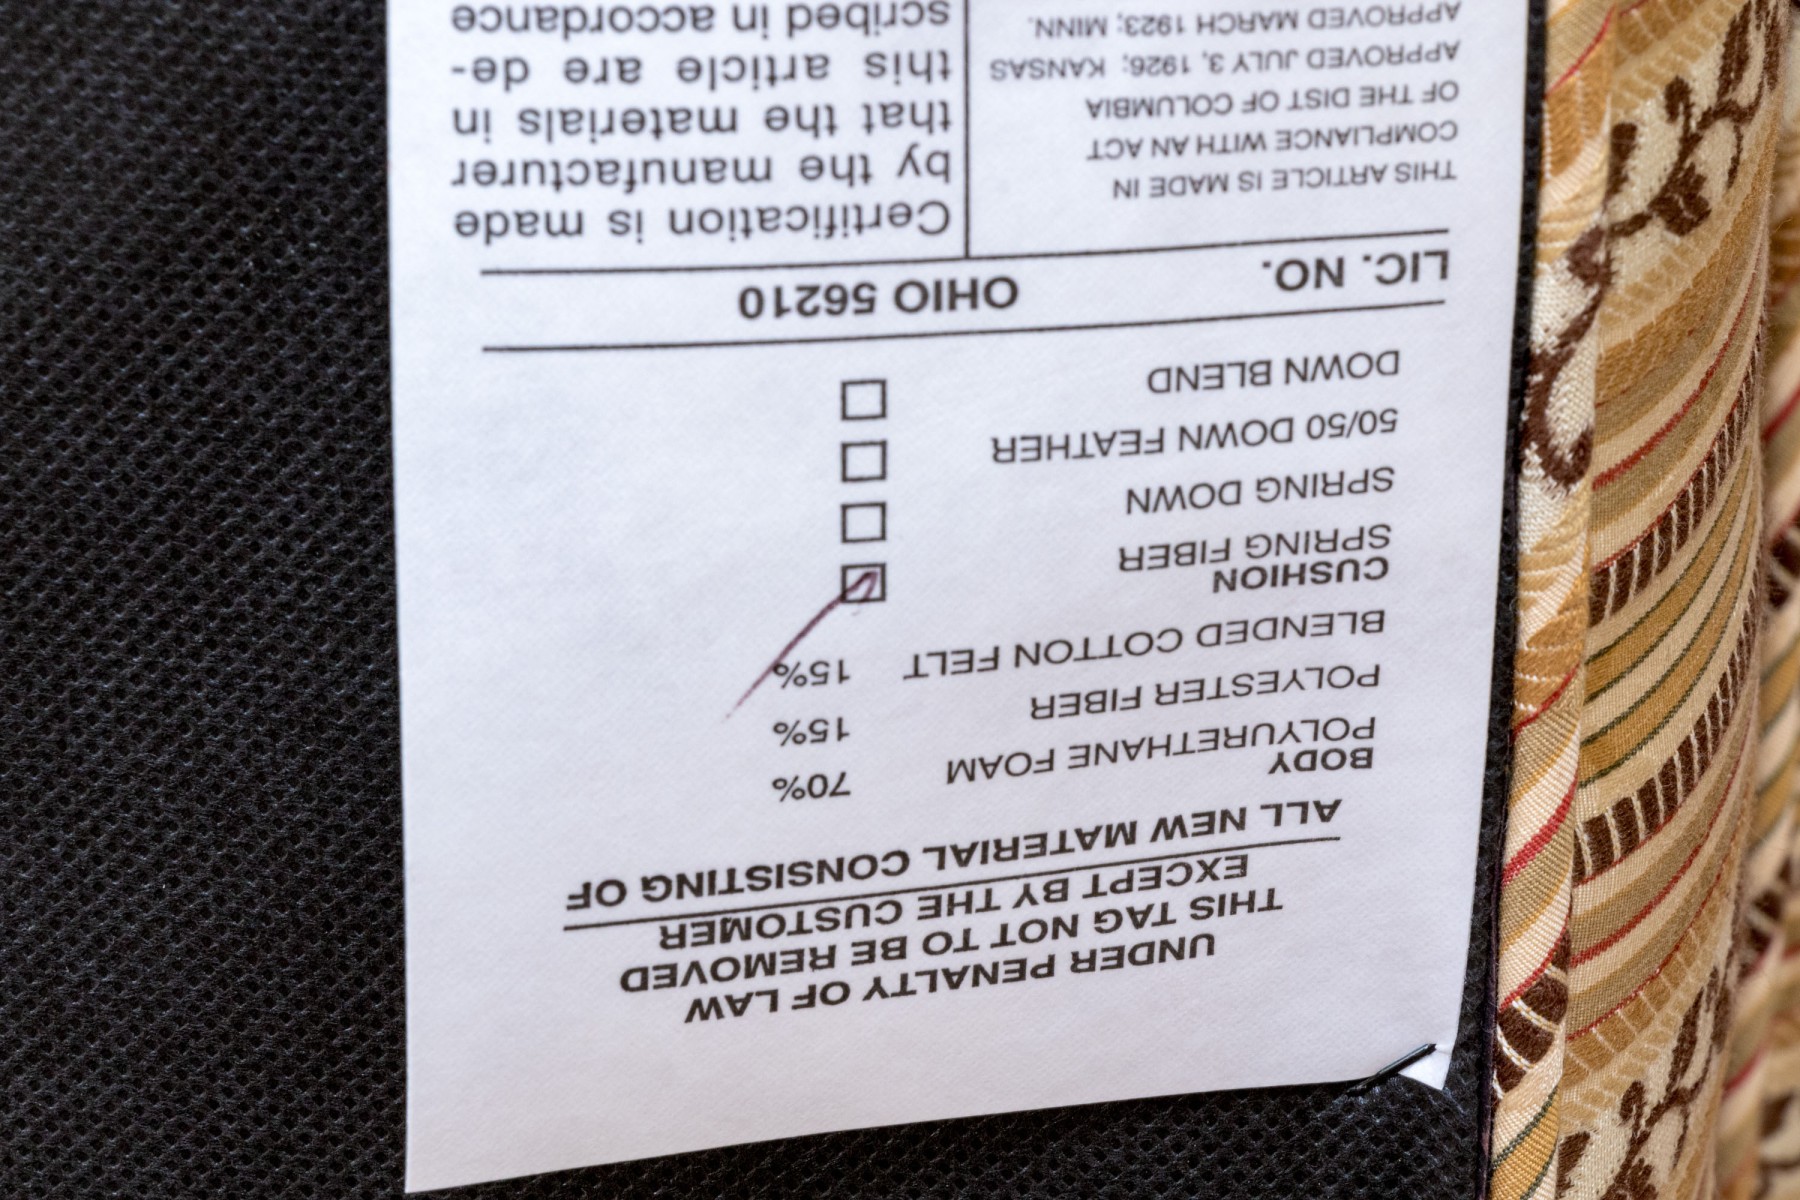 UNDER PENALTY OF LAW
THIS TAG NOT TO BE REMOVED
EXCEPT BY THE CUSTOMER
ALL NEW MATERIAL CONSISTING OF
BODY
POLYURETHANE FOAM 70%
POLYESTER FIBER 15%
BLENDED COTTON FELT 15%
CUSHION
SPRING FIBER
SPRING DOWN
50/50 DOWN FEATHER
DOWN BLEND
LIC. NO. OHIO 56210
THIS ARTICLE IS MADE IN
COMPLIANCE WITH AN ACT
OF THE DIST OF COLUMBIA
APPROVED JULY 3, 1926; KANSAS
APPROVED MARCH 1923; MINN.
Certification is made
by the manufacturer
that the materials in
this article are de-
scribed in accordance